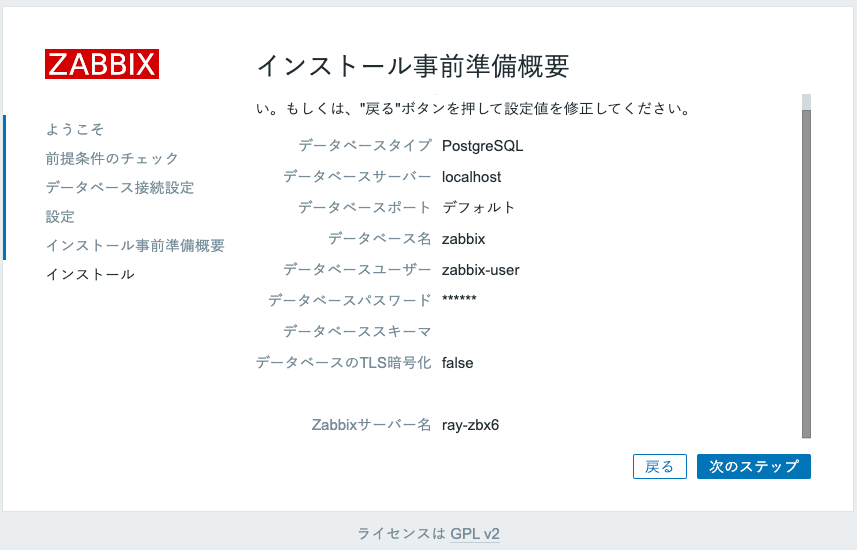 ZABBIX
ようこそ
前提条件のチェック
データベース接続設定
設定
インストール事前準備概要
インストール
インストール事前準備概要
い。もしくは、"戻る"ボタンを押して設定値を修正してください。
データベースタイプ PostgreSQL
データベースサーバー localhost
データベースポート デフォルト
データベース名 zabbix
データベースユーザー zabbix-user
データベースパスワード ******
データベーススキーマ
データベースのTLS暗号化 false
Zabbixサーバー名 ray-zbx6
戻る 次のステップ
ライセンスは GPL v2